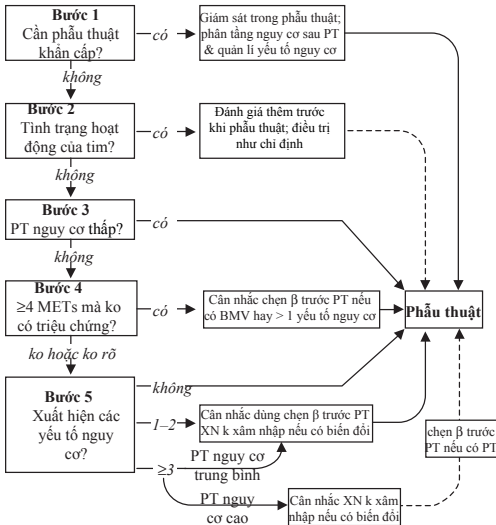 Bước 1
Cần phẫu thuật
khẩn cấp?
có
Giám sát trong phẫu thuật;
phân tầng nguy cơ sau PT
& quản lí yếu tố nguy cơ
không
Bước 2
Tình trạng hoạt
động của tim?
có
Đánh giá thêm trước
khi phẫu thuật; điều trị
như chỉ định
không
Bước 3
PT nguy cơ thấp?
có
không
Bước 4
≥4 METs mà ko
có triệu chứng?
có
Cân nhắc chẹn β trước PT nếu
có BMV hay > 1 yếu tố nguy cơ
Phẫu thuật
ko hoặc ko rõ
Bước 5
Xuất hiện các
yếu tố nguy
cơ?
không
1–2
Cân nhắc dùng chẹn β trước PT
XN k xâm nhập nếu có biến đổi
chẹn β trước
PT nếu có PT
≥3
PT nguy cơ
trung bình
PT nguy
cơ cao
Cân nhắc XN k xâm
nhập nếu có biến đổi